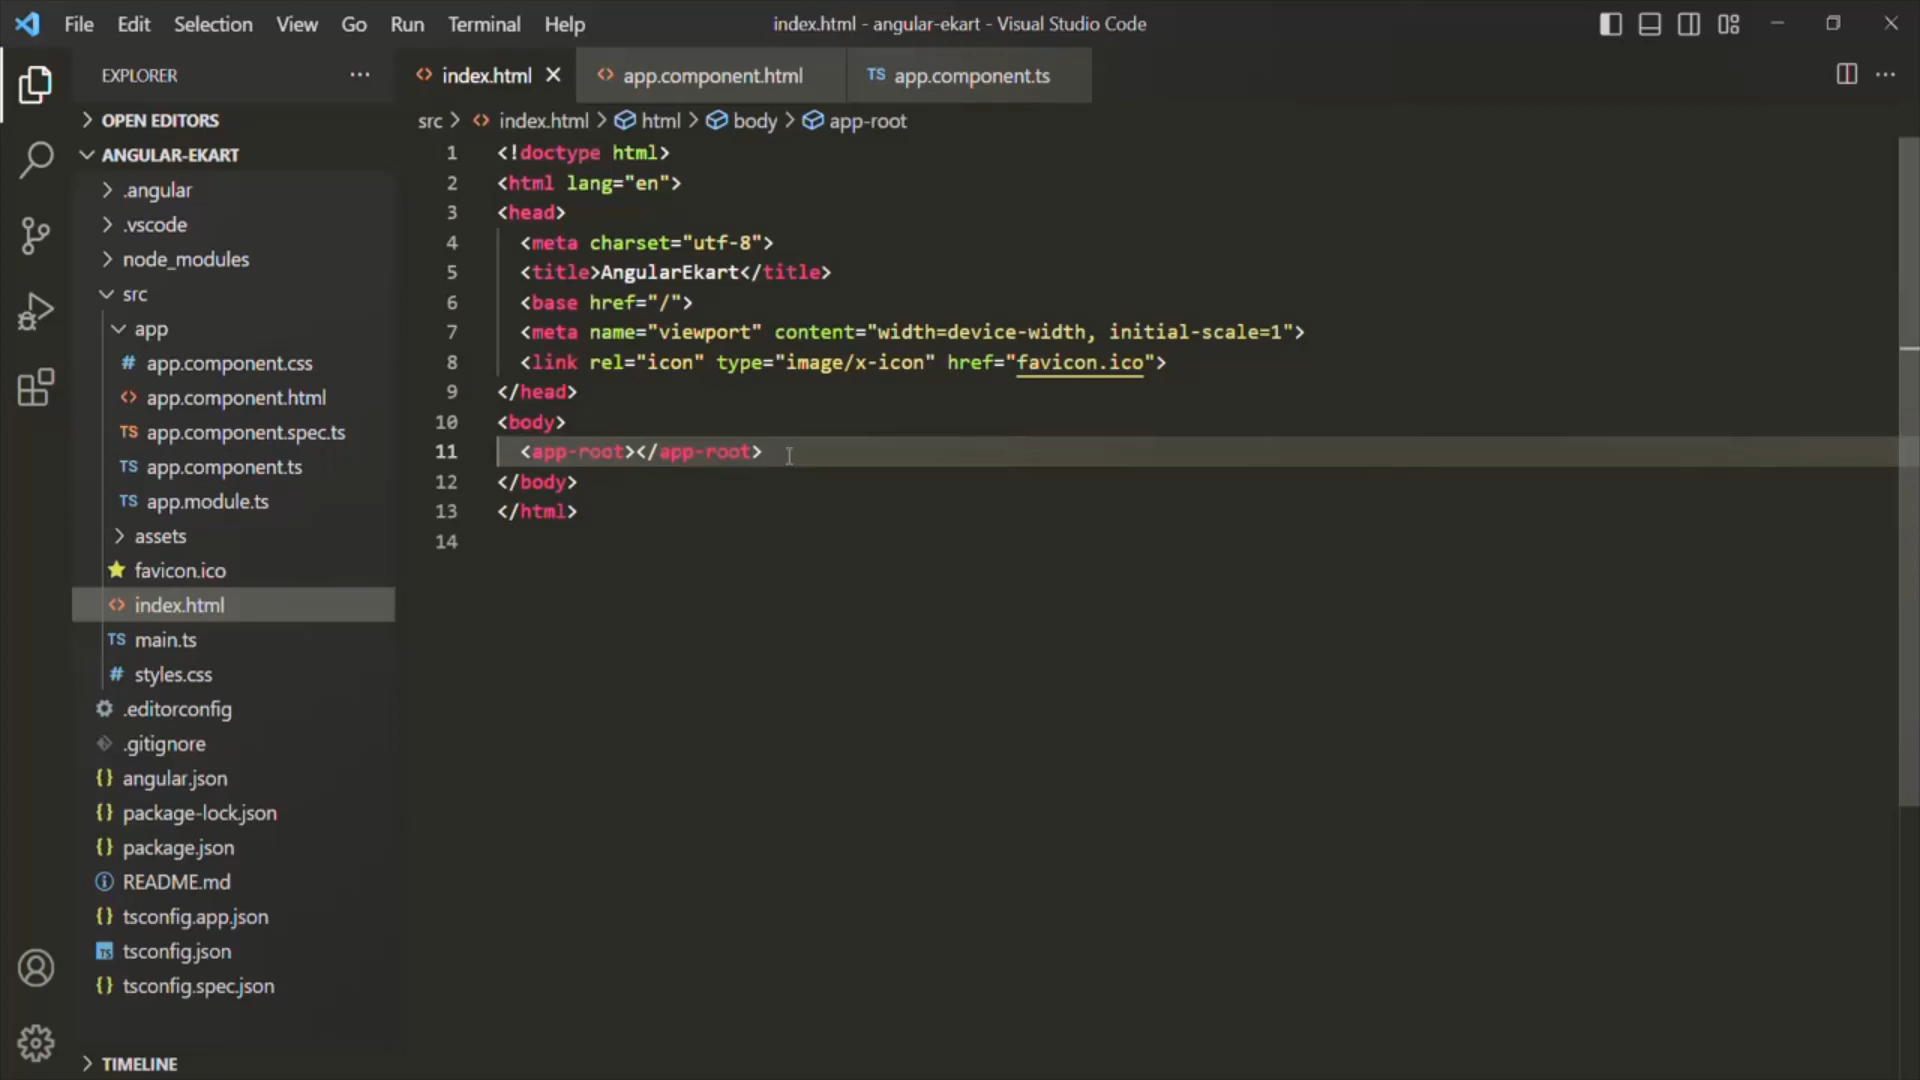 File Edit Selection View Go Run Terminal Help
index.html - angular-ekart - Visual Studio Code
EXPLORER
OPEN EDITORS
ANGULAR-EKART
.angular
.vscode
node_modules
src
app
# app.component.css
<> app.component.html
TS app.component.spec.ts
TS app.component.ts
TS app.module.ts
assets
favicon.ico
<> index.html
TS main.ts
# styles.css
.editorconfig
.gitignore
{} angular.json
{} package-lock.json
{} package.json
README.md
{} tsconfig.app.json
TS tsconfig.json
{} tsconfig.spec.json
TIMELINE
<> index.html <> app.component.html TS app.component.ts
src > <> index.html > html > body > app-root
1 <!doctype html>
2 <html lang="en">
3 <head>
4 <meta charset="utf-8">
5 <title>AngularEkart</title>
6 <base href="/">
7 <meta name="viewport" content="width=device-width, initial-scale=1">
8 <link rel="icon" type="image/x-icon" href="favicon.ico">
9 </head>
10 <body>
11 <app-root></app-root>
12 </body>
13 </html>
14